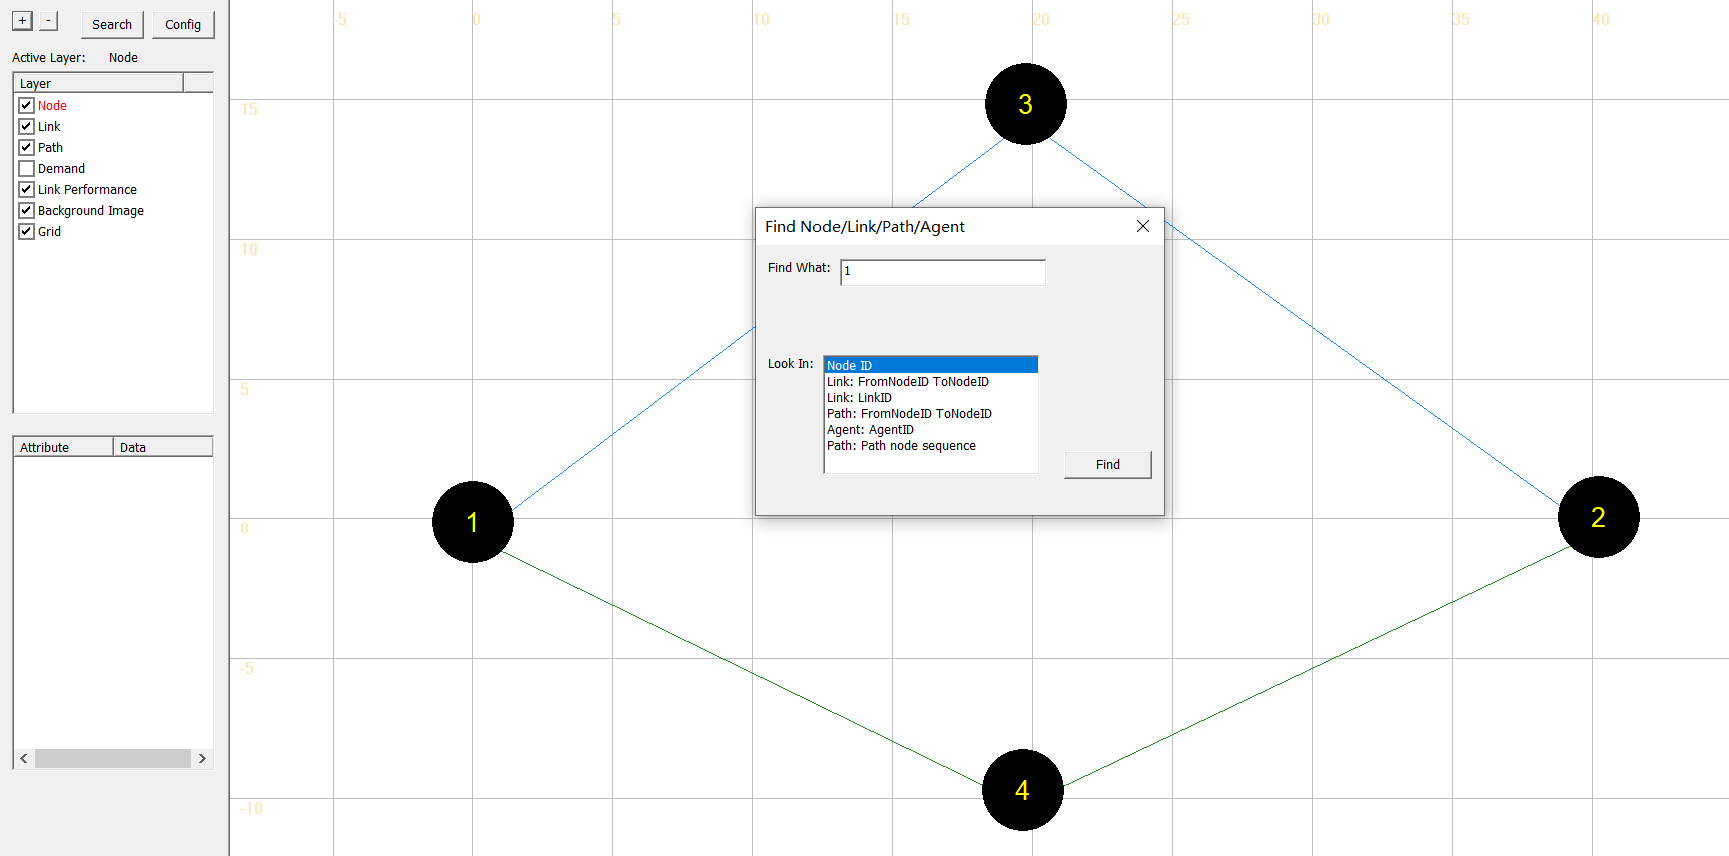 + - Search Config
Active Layer: Node
Layer
Node
Link
Path
Demand
Link Performance
Background Image
Grid
Attribute Data
-5 0 5 10 15 20 25 30 35 40
15
10
5
0
-5
-10
3
1
2
4
Find Node/Link/Path/Agent
Find What: 1
Look In: Node ID
Link: FromNodeID ToNodeID
Link: LinkID
Path: FromNodeID ToNodeID
Agent: AgentID
Path: Path node sequence
Find